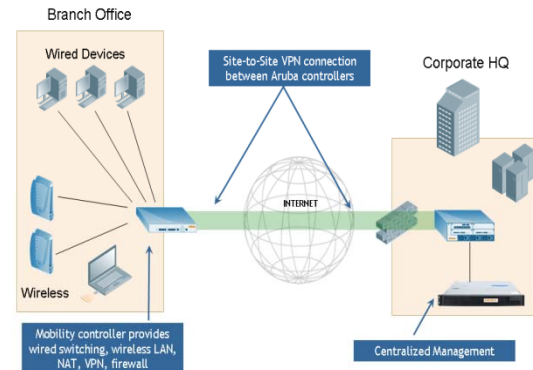 Branch Office
Wired Devices
Site-to-Site VPN connection
between Aruba controllers
Corporate HQ
INTERNET
Wireless
Mobility controller provides
wired switching, wireless LAN,
NAT, VPN, firewall
Centralized Management